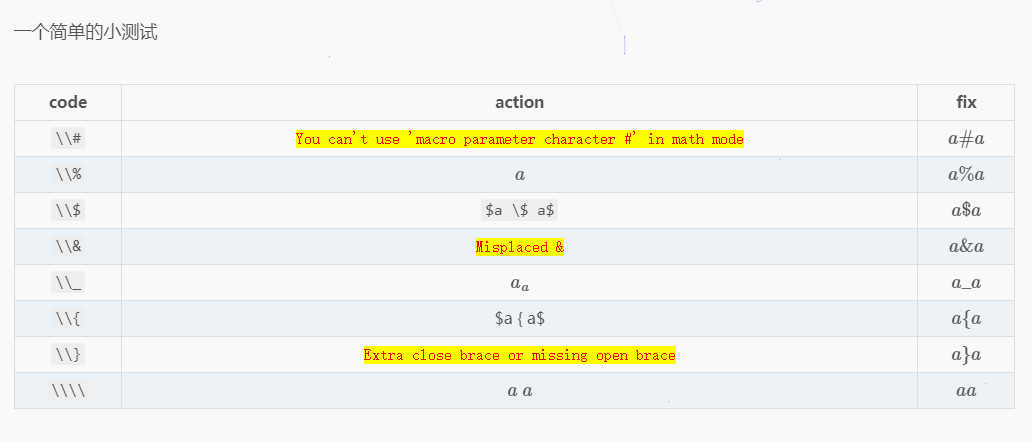 一个简单的小测试
code action fix
\\# You can't use 'macro parameter character #' in math mode a#a
\\% a a%a
\\$ $a \$ a$ a$a
\\& Misplaced & a&a
\\_ aₐ a_a
\\{ $a { a$ a{a
\\} Extra close brace or missing open brace a}a
\\\\ a a aa